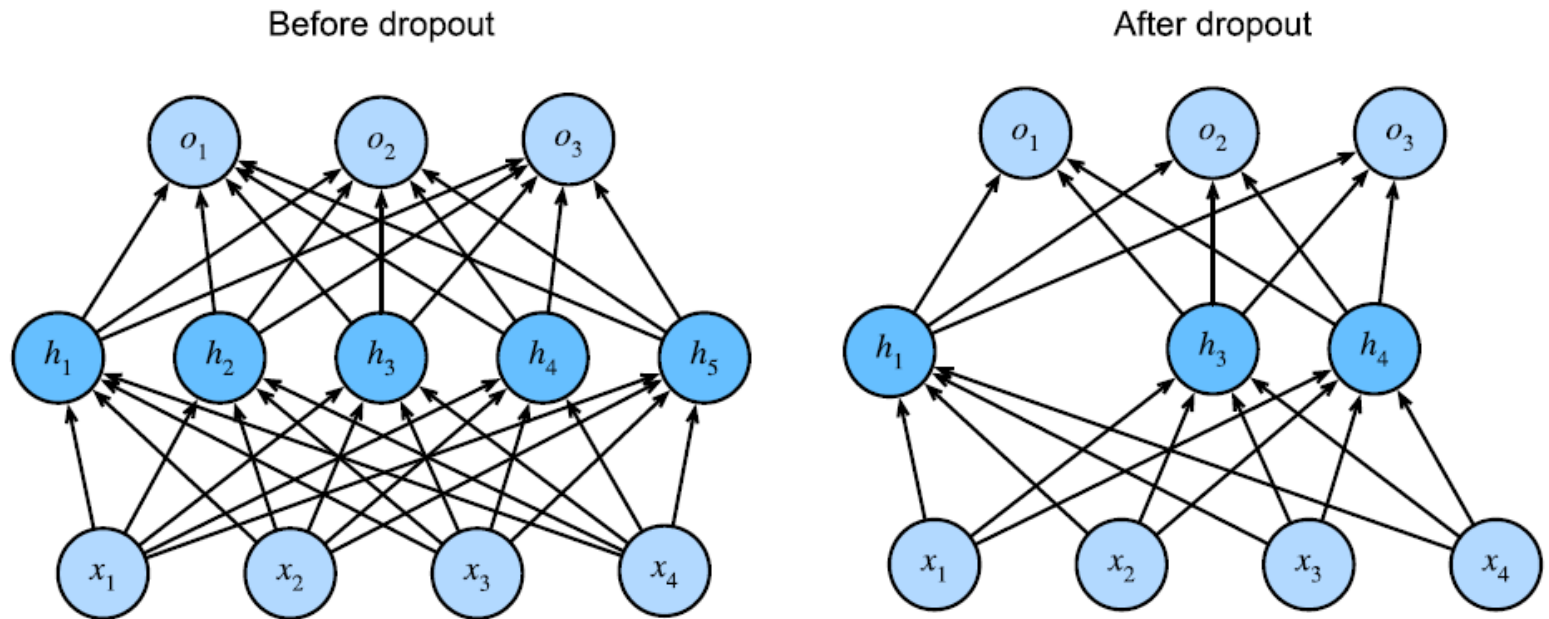 Before dropout
o1 o2 o3
h1 h2 h3 h4 h5
x1 x2 x3 x4
After dropout
o1 o2 o3
h1 h3 h4
x1 x2 x3 x4